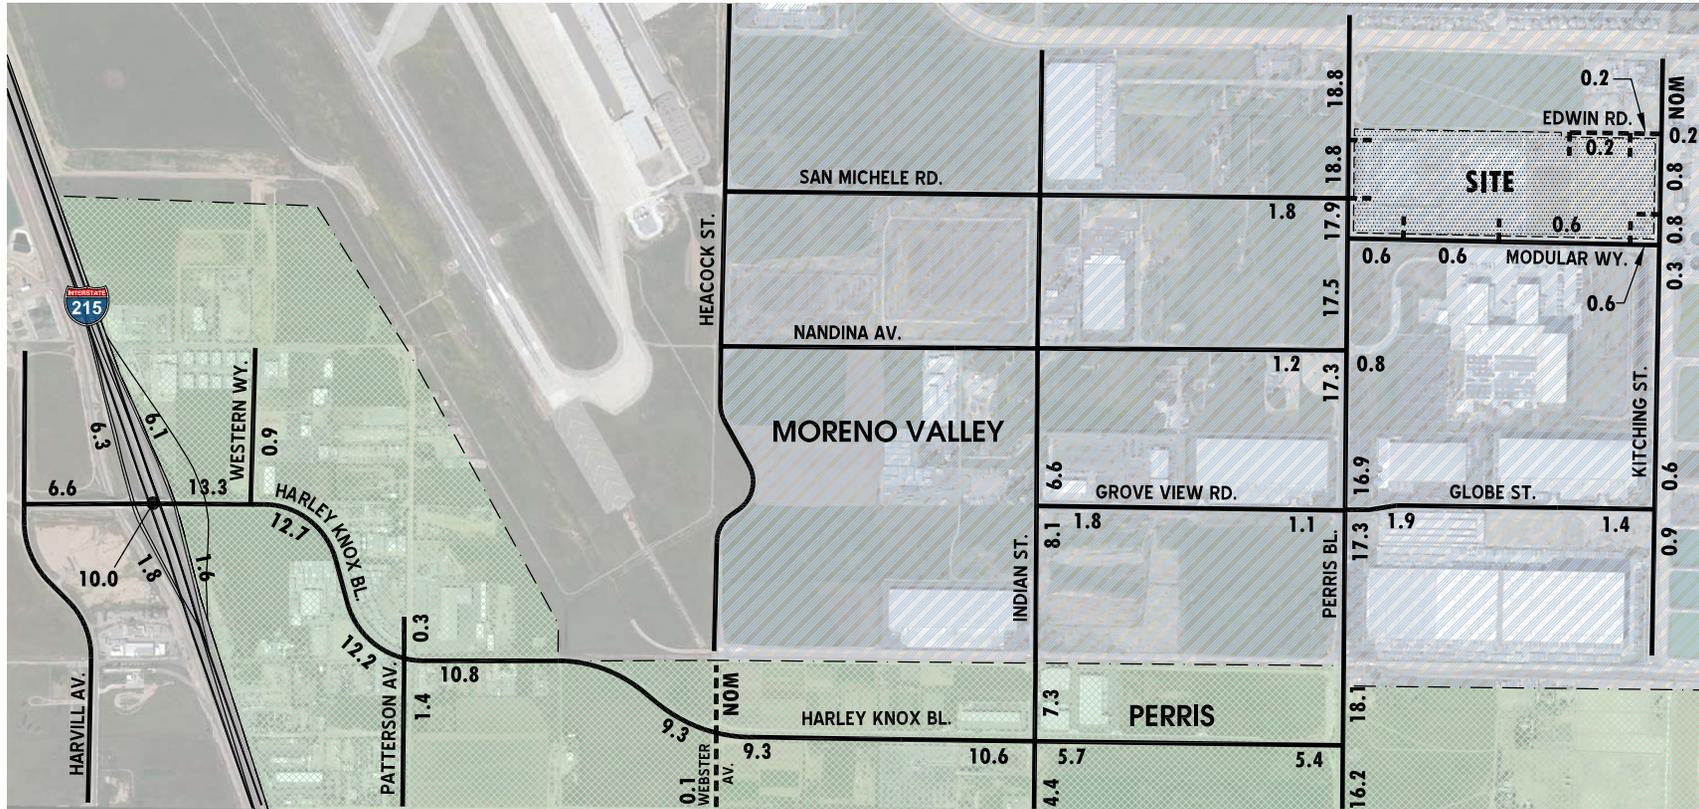 18.8
0.2
NOM
EDWIN RD.
0.2
0.2
SAN MICHELE RD.
18.8
SITE
0.8
1.8
17.9
0.6
0.8
HEACOCK ST.
0.6
0.6
MODULAR WY.
0.3
INTERSTATE
215
17.5
0.6
NANDINA AV.
1.2
17.3
0.8
6.3
6.1
WESTERN WY.
0.9
MORENO VALLEY
KITCHING ST.
6.6
13.3
HARLEY KNOX BL.
12.7
6.6
GROVE VIEW RD.
16.9
GLOBE ST.
0.6
8.1
1.8
1.1
17.3
1.9
1.4
0.9
10.0
1.8
1.6
INDIAN ST.
PERRIS BL.
12.2
0.3
10.8
HARVILL AV.
PATTERSON AV.
1.4
9.3
NOM
HARLEY KNOX BL.
7.3
PERRIS
18.1
9.3
10.6
5.7
5.4
0.1
WEBSTER
AV.
4.4
16.2